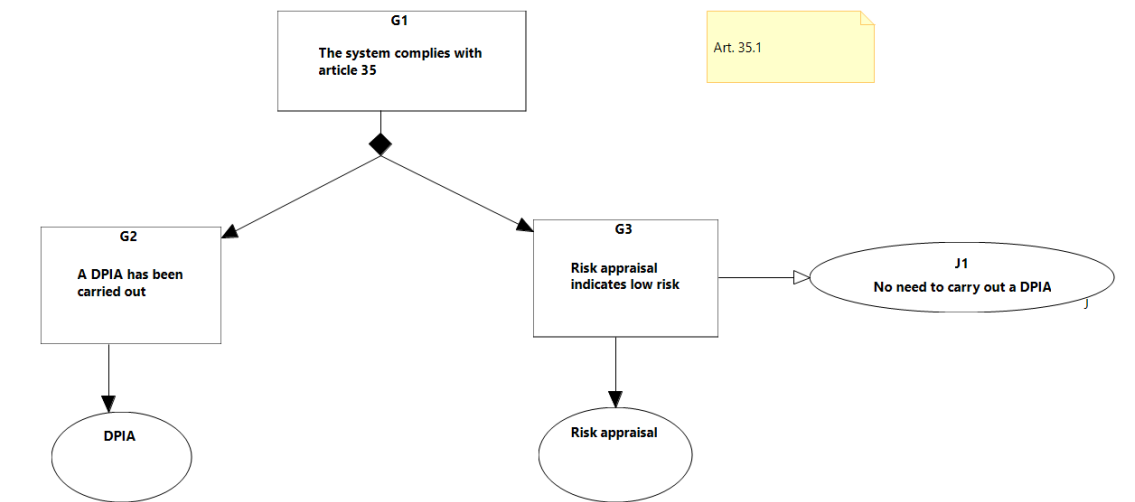 G1
The system complies with
article 35
Art. 35.1
G2
A DPIA has been
carried out
G3
Risk appraisal
indicates low risk
J1
No need to carry out a DPIA
J
DPIA
Risk appraisal